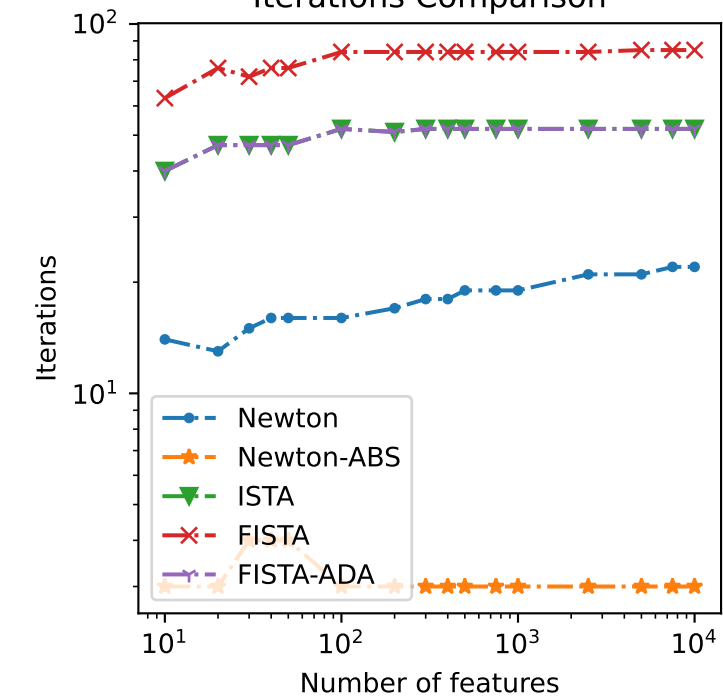 Iterations Comparison
10²
10¹
Iterations
Newton
Newton-ABS
ISTA
FISTA
FISTA-ADA
10¹ 10² 10³ 10⁴
Number of features